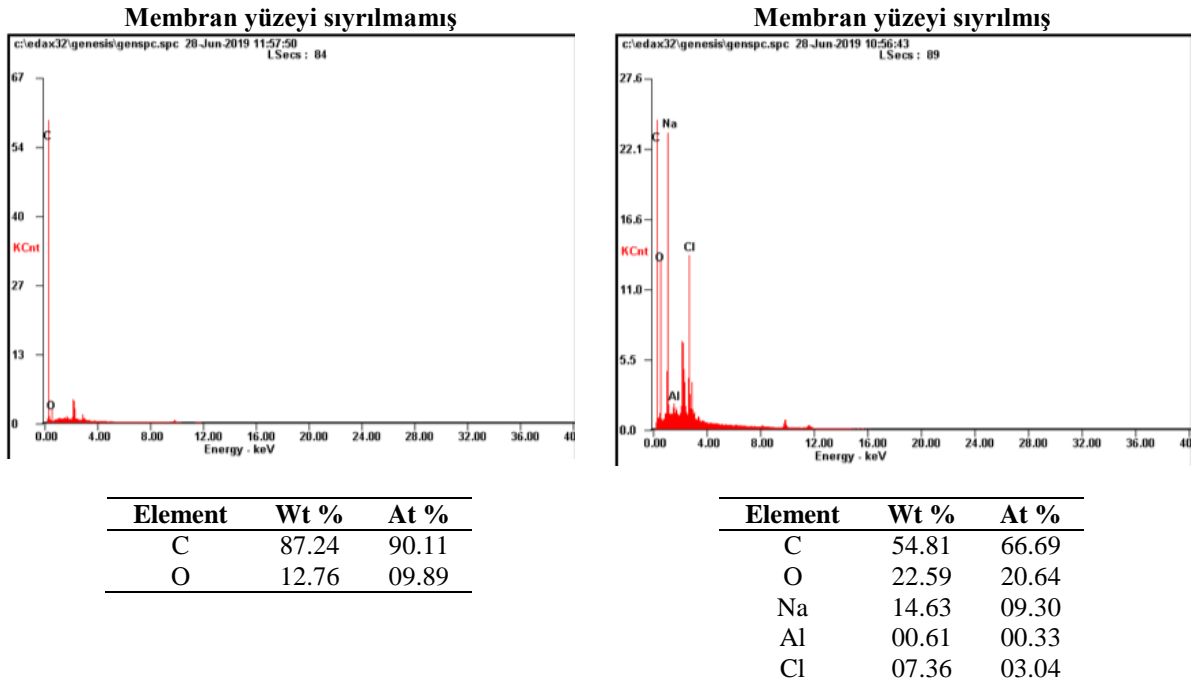 Membran yüzeyi sıyrılmamış
c:\edax32\genesis\genspc.spc 28-Jun-2019 11:57:50
LSecs : 84
67
54
40
27
13
0
KCnt
C
O
0.00 4.00 8.00 12.00 16.00 20.00 24.00 28.00 32.00 36.00 40
Energy - keV
Element Wt % At %
C 87.24 90.11
O 12.76 09.89
Membran yüzeyi sıyrılmış
c:\edax32\genesis\genspc.spc 28-Jun-2019 10:56:43
LSecs : 89
27.6
22.1
16.6
11.0
5.5
0.0
KCnt
C
Na
O
Cl
Al
0.00 4.00 8.00 12.00 16.00 20.00 24.00 28.00 32.00 36.00 40
Energy - keV
Element Wt % At %
C 54.81 66.69
O 22.59 20.64
Na 14.63 09.30
Al 00.61 00.33
Cl 07.36 03.04